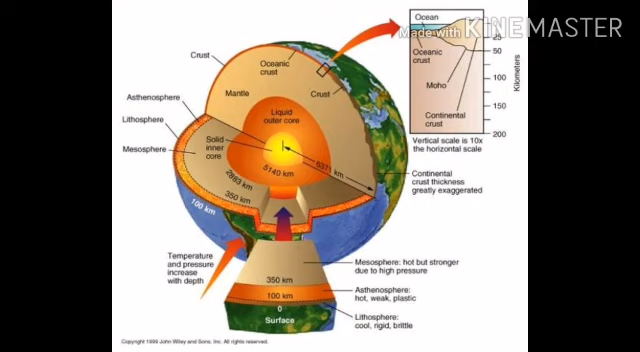 Made with KINEMASTER
Ocean
25
50
100
150
200
Kilometers
Oceanic
crust
Moho
Continental
crust
Vertical scale is 10x
the horizontal scale
Crust
Oceanic
crust
Crust
Mantle
Asthenosphere
Lithosphere
Mesosphere
Liquid
outer core
Solid
inner
core
6371 km
5140 km
2883 km
350 km
100 km
Continental
crust thickness
greatly exaggerated
Temperature
and pressure
increase
with depth
350 km
100 km
0
Surface
Mesosphere: hot but stronger
due to high pressure
Asthenosphere:
hot, weak, plastic
Lithosphere:
cool, rigid, brittle
Copyright 1999 John Wiley and Sons, Inc. All rights reserved.